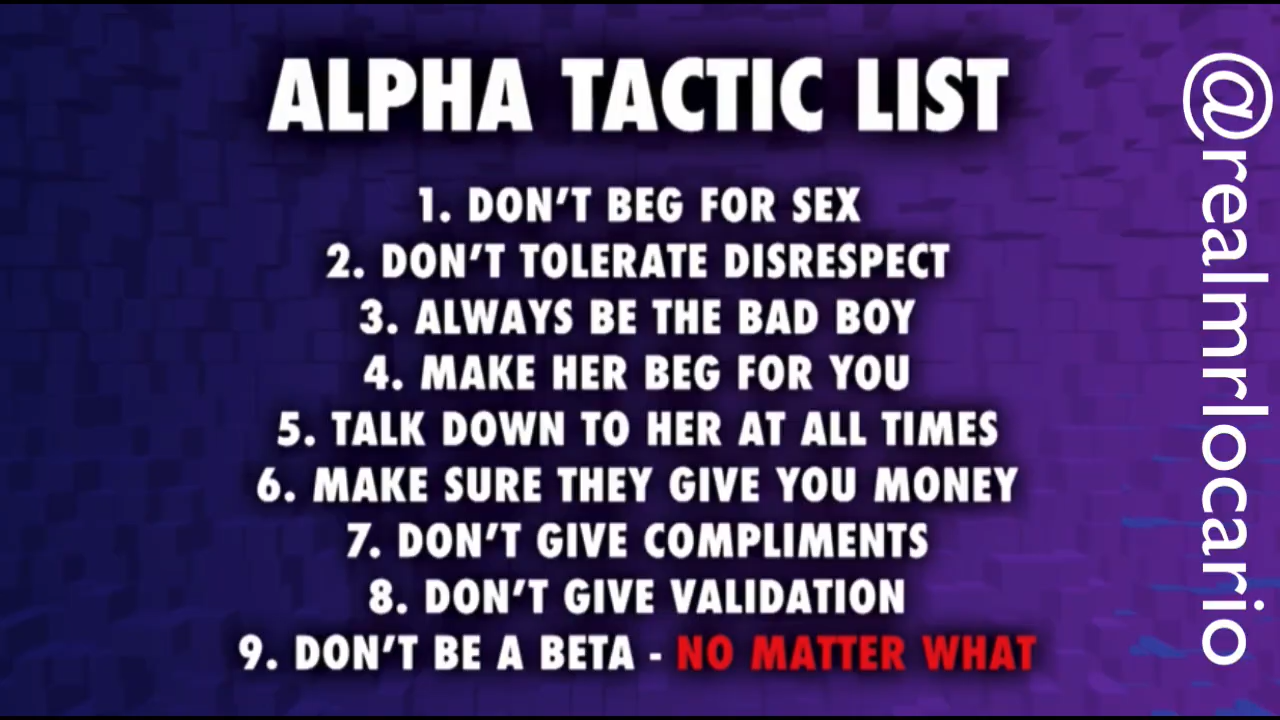 ALPHA TACTIC LIST
1. DON'T BEG FOR SEX
2. DON'T TOLERATE DISRESPECT
3. ALWAYS BE THE BAD BOY
4. MAKE HER BEG FOR YOU
5. TALK DOWN TO HER AT ALL TIMES
6. MAKE SURE THEY GIVE YOU MONEY
7. DON'T GIVE COMPLIMENTS
8. DON'T GIVE VALIDATION
9. DON'T BE A BETA - NO MATTER WHAT
@realmrlocario